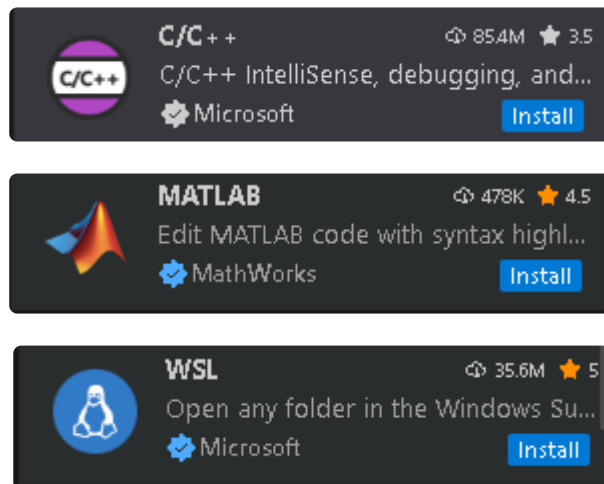 C/C++ 85.4M 3.5
C/C++
C/C++ IntelliSense, debugging, and...
Microsoft Install
MATLAB 478K 4.5
Edit MATLAB code with syntax highl...
MathWorks Install
WSL 35.6M 5
Open any folder in the Windows Su...
Microsoft Install